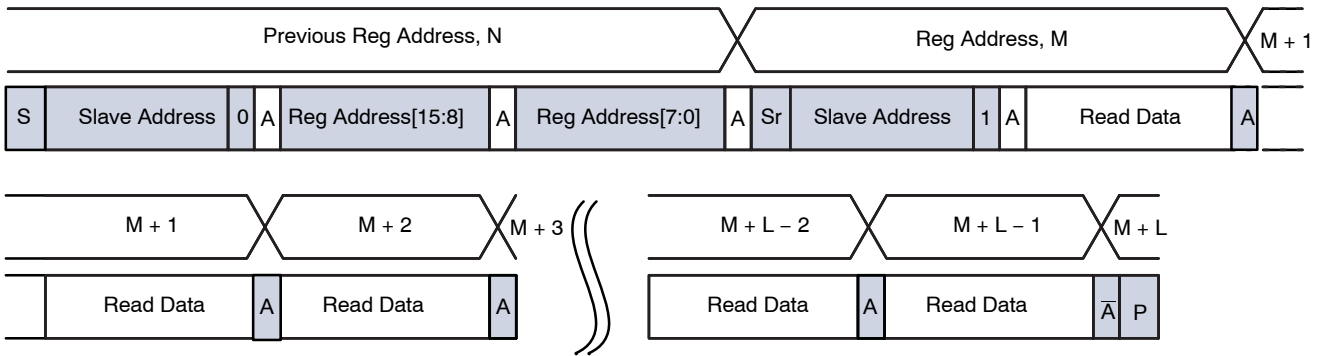 Previous Reg Address, N Reg Address, M M + 1
S Slave Address 0 A Reg Address[15:8] A Reg Address[7:0] A Sr Slave Address 1 A Read Data A
M + 1 M + 2 M + 3 M + L − 2 M + L − 1 M + L
Read Data A Read Data A Read Data A Read Data A̅ P